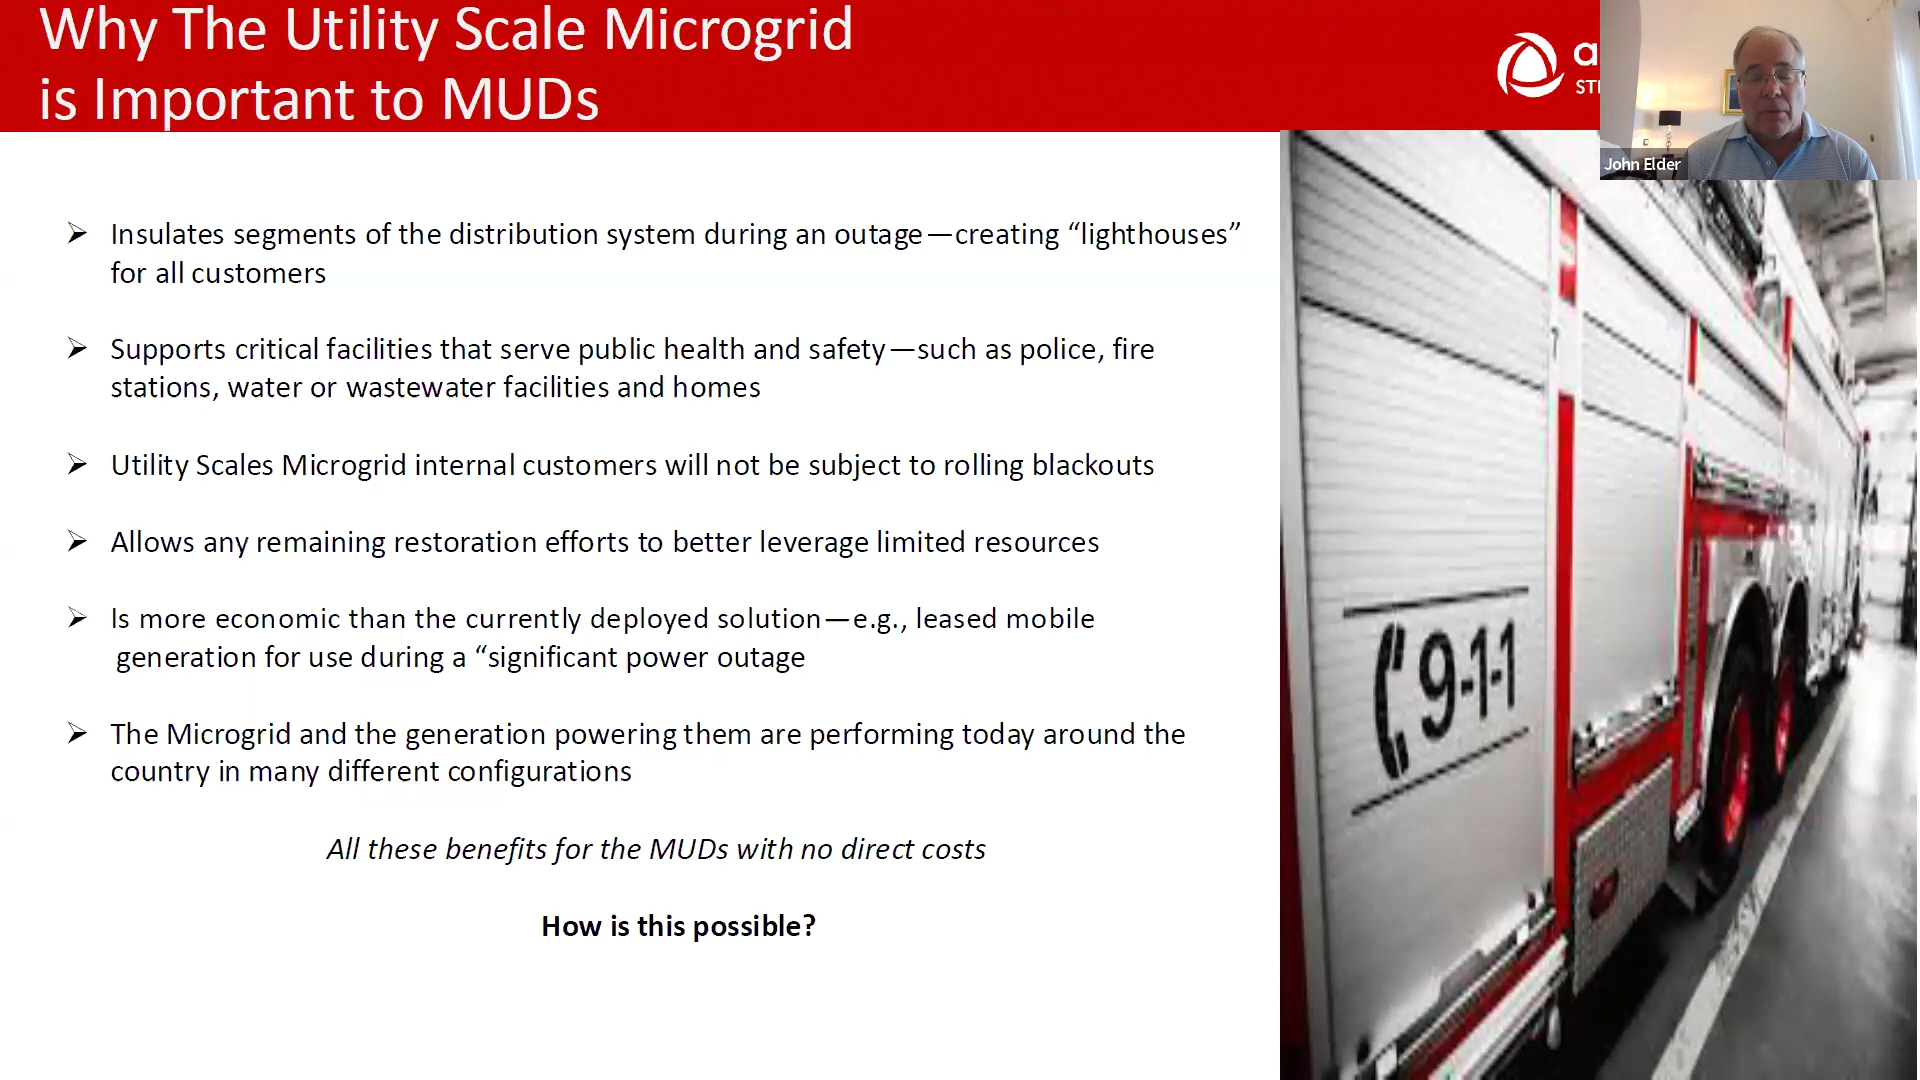 Why The Utility Scale Microgrid
is Important to MUDs
John Elder
➢ Insulates segments of the distribution system during an outage—creating “lighthouses”
for all customers
➢ Supports critical facilities that serve public health and safety—such as police, fire
stations, water or wastewater facilities and homes
➢ Utility Scales Microgrid internal customers will not be subject to rolling blackouts
➢ Allows any remaining restoration efforts to better leverage limited resources
➢ Is more economic than the currently deployed solution—e.g., leased mobile
generation for use during a “significant power outage
➢ The Microgrid and the generation powering them are performing today around the
country in many different configurations
All these benefits for the MUDs with no direct costs
How is this possible?
9-1-1